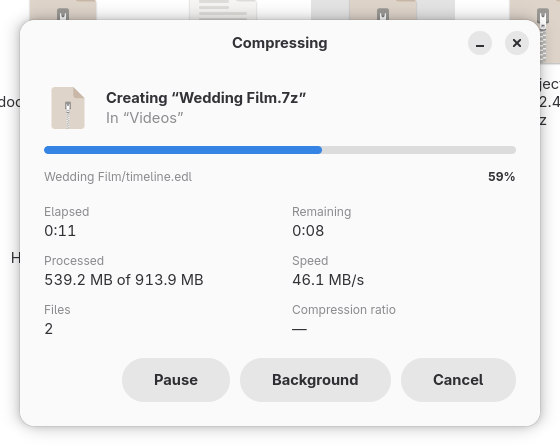 Compressing
Creating “Wedding Film.7z”
In “Videos”
Wedding Film/timeline.edl
59%
Elapsed
Remaining
0:11
0:08
Processed
Speed
539.2 MB of 913.9 MB
46.1 MB/s
Files
Compression ratio
2
—
Pause
Background
Cancel